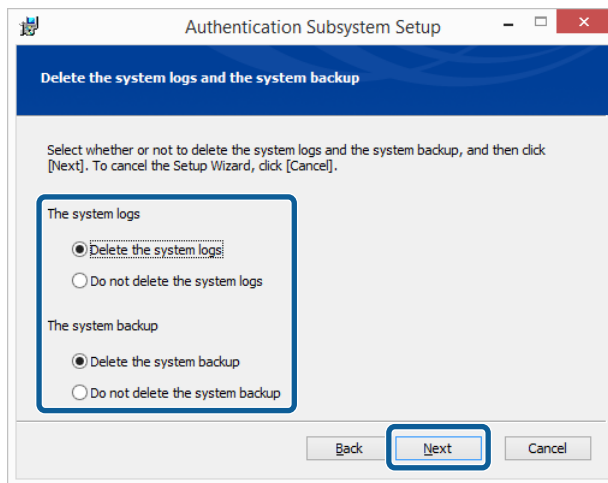 Authentication Subsystem Setup
Delete the system logs and the system backup
Select whether or not to delete the system logs and the system backup, and then click
[Next]. To cancel the Setup Wizard, click [Cancel].
The system logs
Delete the system logs
Do not delete the system logs
The system backup
Delete the system backup
Do not delete the system backup
Back Next Cancel